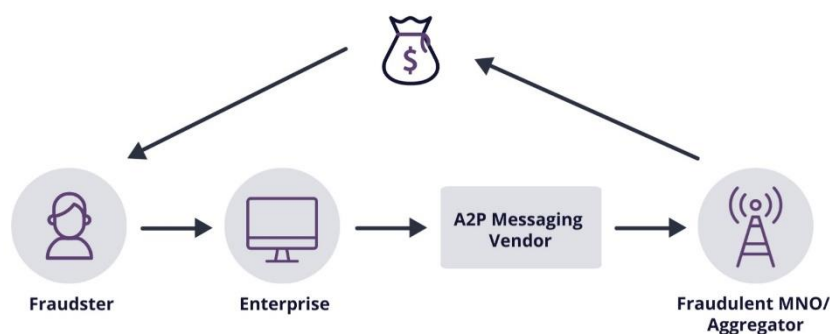 $
A2P Messaging
Vendor
Fraudster
Enterprise
Fraudulent MNO/
Aggregator